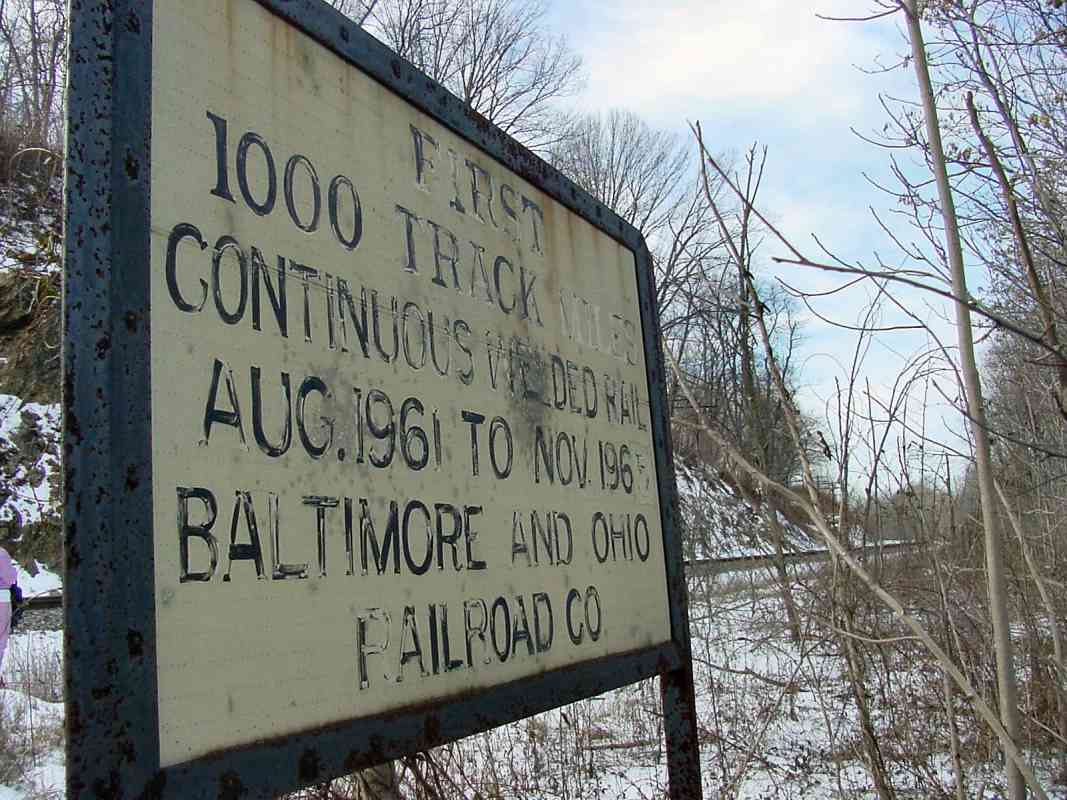 FIRST
1000 TRACK MILES
CONTINUOUS WELDED RAIL
AUG. 1961 TO NOV.
BALTIMORE AND OHIO
RAILROAD CO